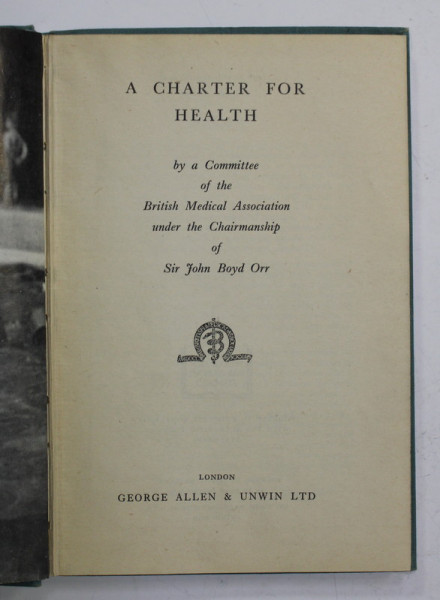 A CHARTER FOR
HEALTH
by a Committee
of the
British Medical Association
under the Chairmanship
of
Sir John Boyd Orr
LONDON
GEORGE ALLEN & UNWIN LTD